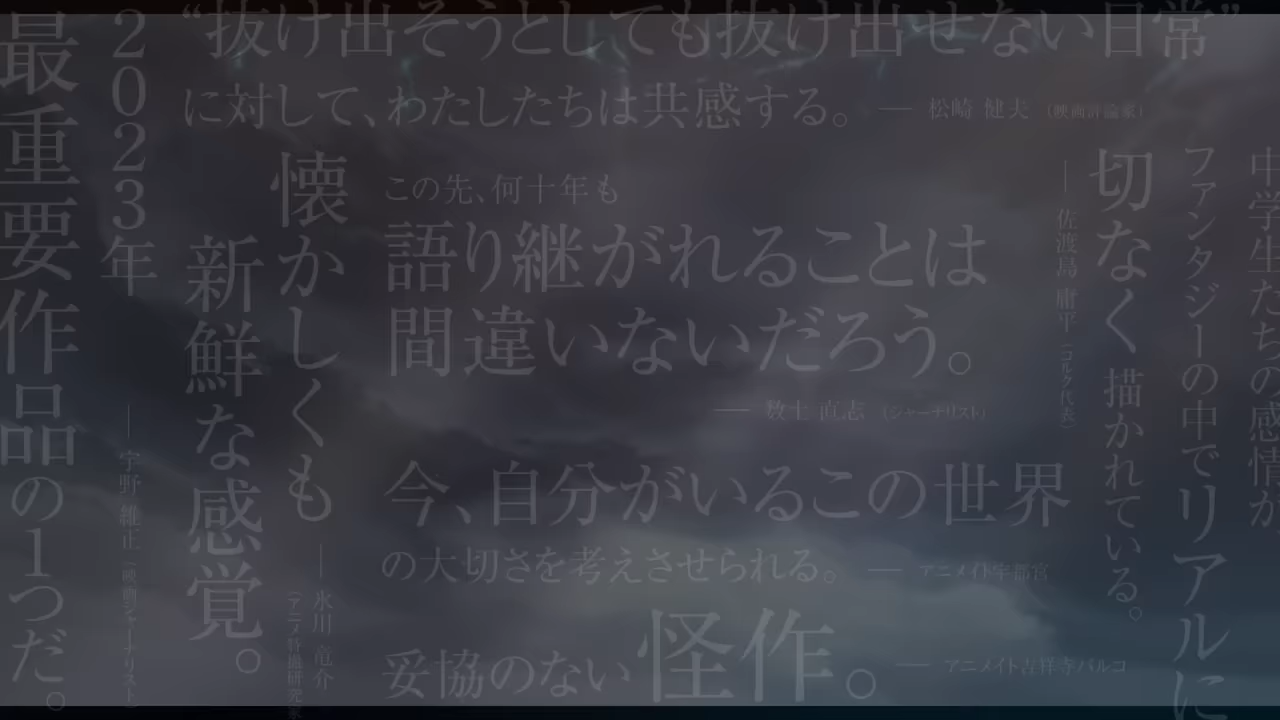 “抜け出そうとしても抜け出せない日常”
に対して、わたしたちは共感する。 ── 松崎 健夫 (映画評論家)
中学生たちの感情が
ファンタジーの中でリアルに
切なく描かれている。
── 佐渡島 庸平 (コルク代表)
この先、何十年も
語り継がれることは
間違いないだろう。
── 数土 直志 (ジャーナリスト)
今、自分がいるこの世界
の大切さを考えさせられる。 ── アニメイト宇都宮
妥協のない怪作。 ── アニメイト吉祥寺パルコ
懐かしくも
新鮮な感覚。
── 氷川 竜介
(アニメ特撮研究家
2023年
最重要作品の1つだ。
── 宇野 維正 (映画ジャーナリスト)